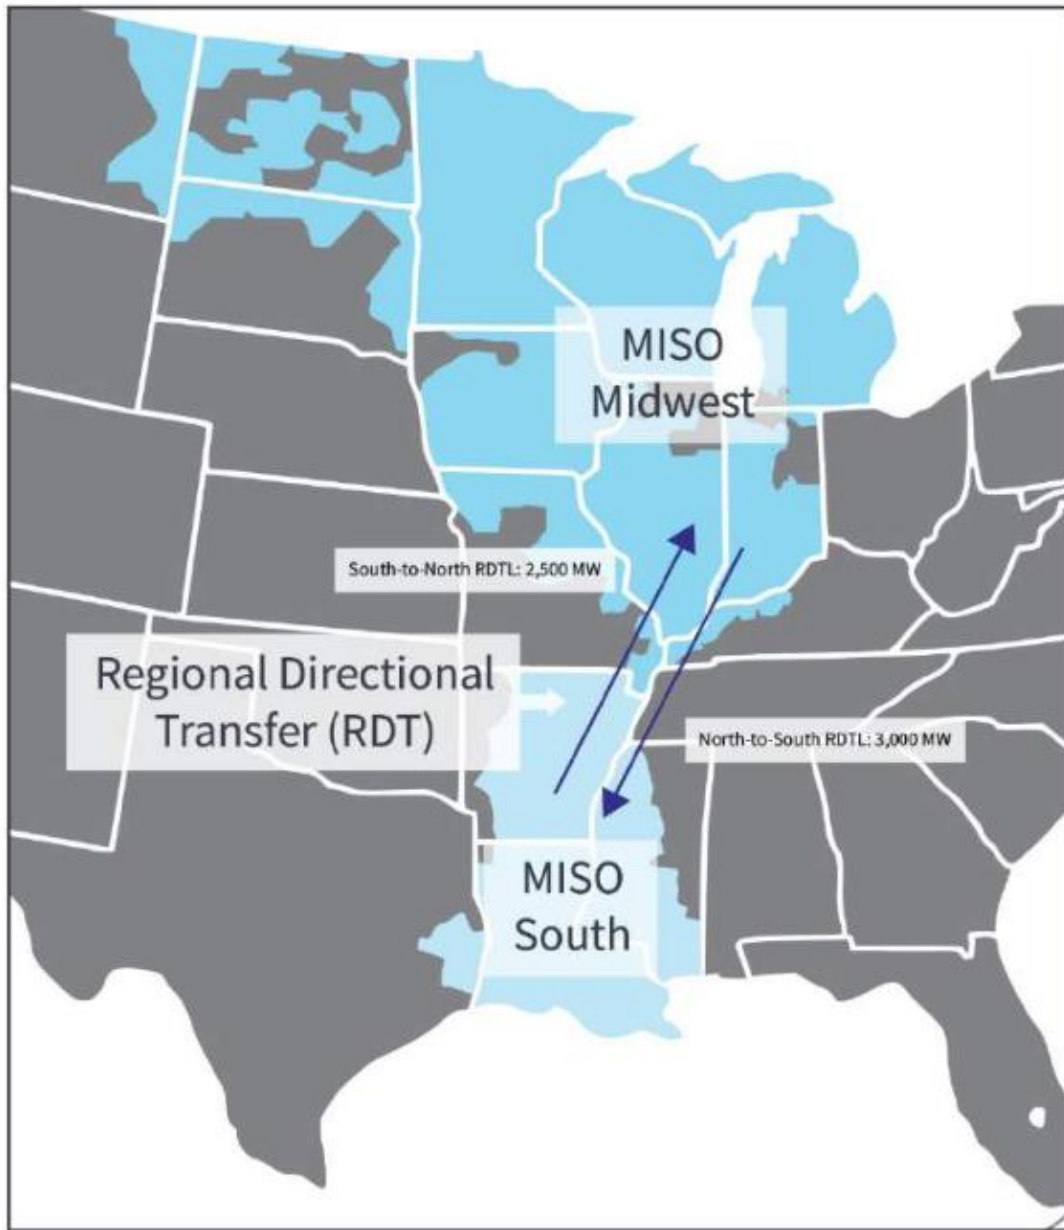 MISO
Midwest
South-to-North RDTL: 2,500 MW
Regional Directional
Transfer (RDT)
North-to-South RDTL: 3,000 MW
MISO
South